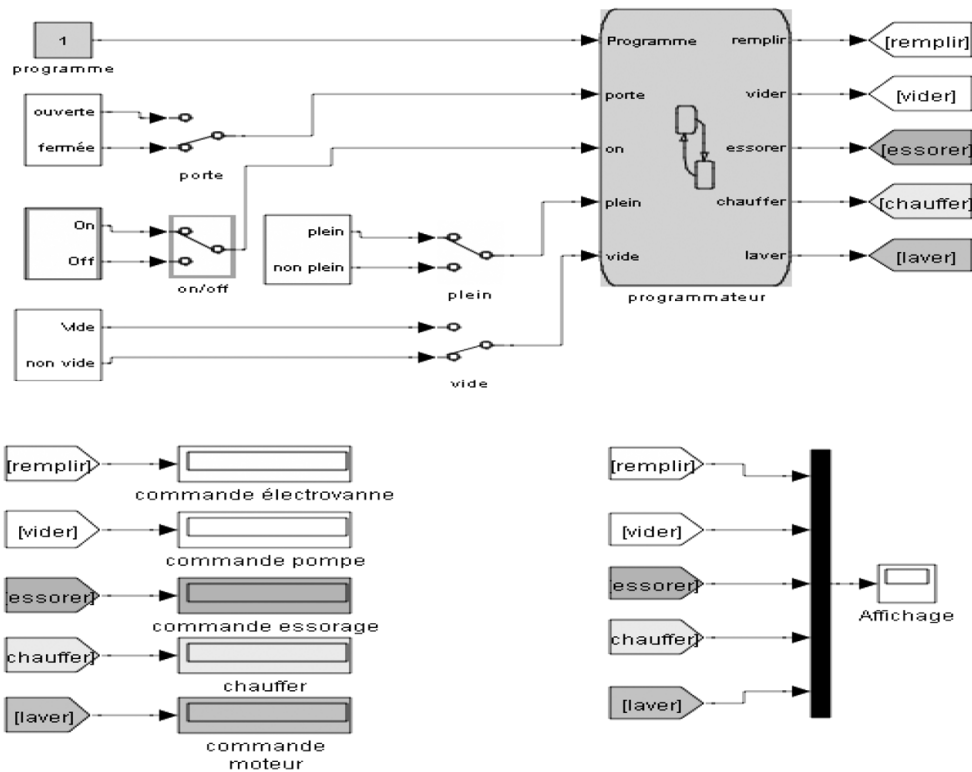 1
programme
ouverte
fermée
porte
On
Off
on/off
plein
non plein
plein
Vide
non vide
vide
Programme
porte
on
plein
vide
remplir
vider
essorer
chauffer
laver
programmateur
[remplir]
[vider]
[essorer]
[chauffer]
[laver]
[remplir]
commande électrovanne
[vider]
commande pompe
essorer]
commande essorage
chauffer]
chauffer
[laver]
commande
moteur
[remplir]
[vider]
essorer]
chauffer]
[laver]
Affichage